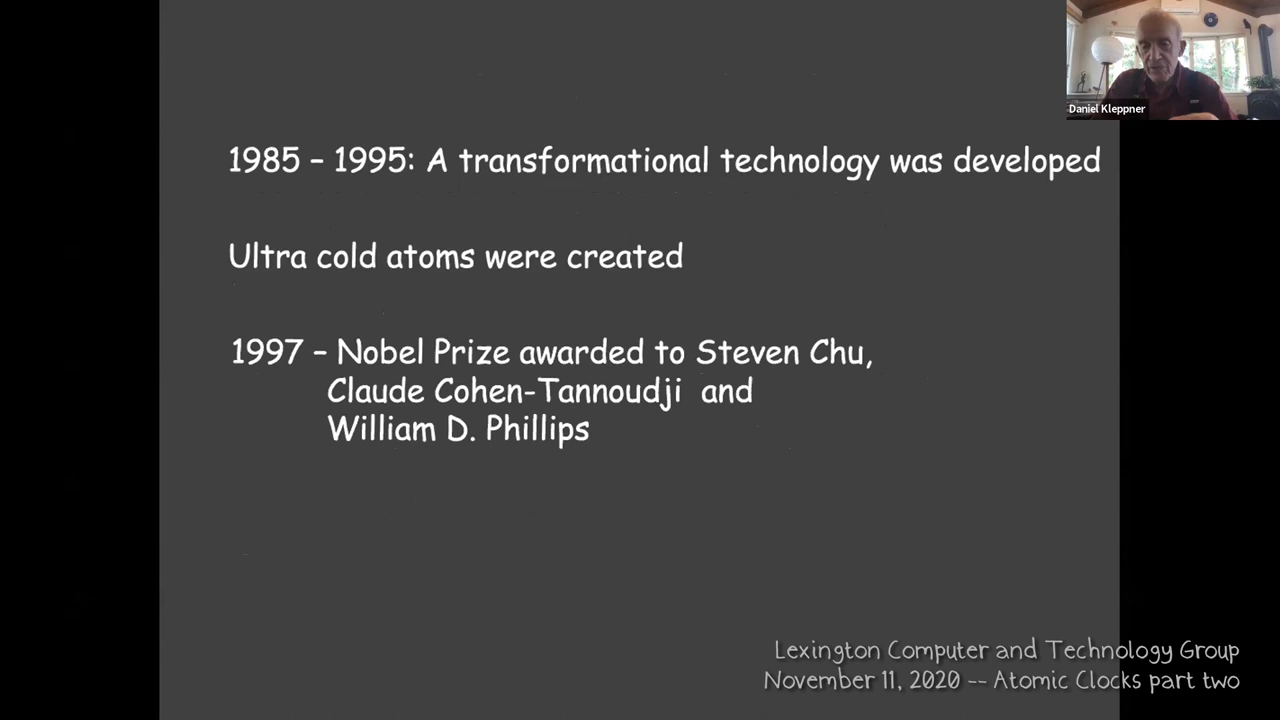 Daniel Kleppner
1985 – 1995: A transformational technology was developed
Ultra cold atoms were created
1997 – Nobel Prize awarded to Steven Chu,
Claude Cohen-Tannoudji and
William D. Phillips
Lexington Computer and Technology Group
November 11, 2020 -- Atomic Clocks part two